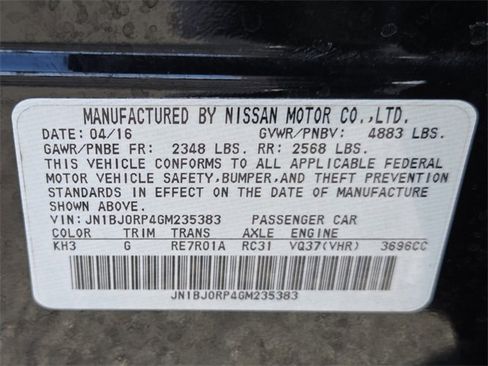 MANUFACTURED BY NISSAN MOTOR CO.,LTD.
DATE: 04/16 GVWR/PNBV: 4883 LBS.
GAWR/PNBE FR: 2348 LBS. RR: 2568 LBS.
THIS VEHICLE CONFORMS TO ALL APPLICABLE FEDERAL
MOTOR VEHICLE SAFETY,BUMPER,AND THEFT PREVENTION
STANDARDS IN EFFECT ON THE DATE OF MANUFACTURE
SHOWN ABOVE.
VIN: JN1BJ0RP4GM235383 PASSENGER CAR
COLOR TRIM TRANS AXLE ENGINE
KH3 G RE7R01A RC31 VQ37(VHR) 3696CC
JN1BJ0RP4GM235383